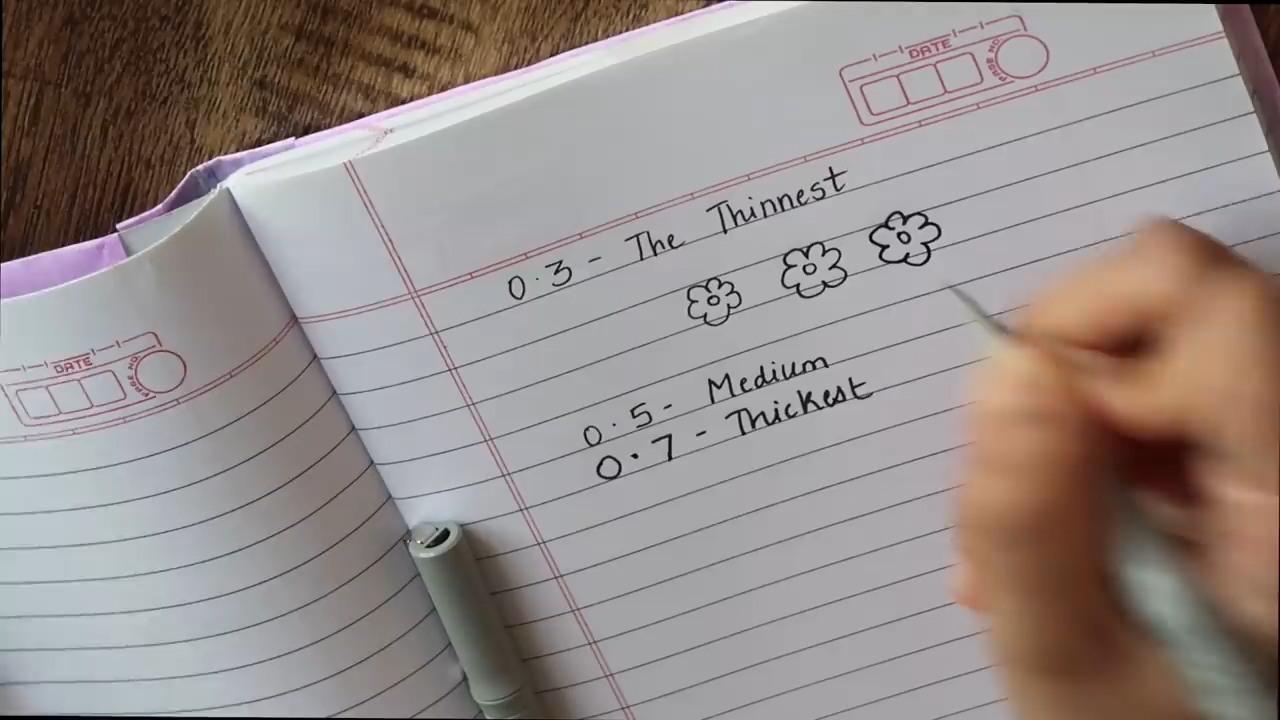 DATE
PAGE NO.
0.3 - The Thinnest
0.5 - Medium
0.7 - Thickest
DATE
PAGE NO.